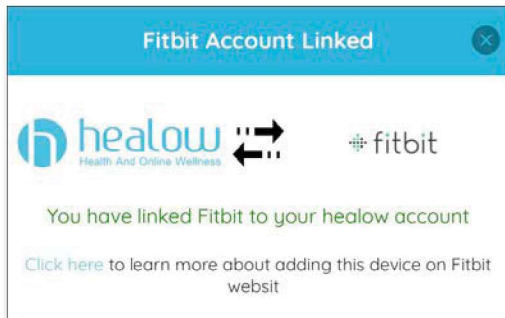 Fitbit Account Linked
healow
Health And Online Wellness
fitbit
You have linked Fitbit to your healow account
Click here to learn more about adding this device on Fitbit
websit